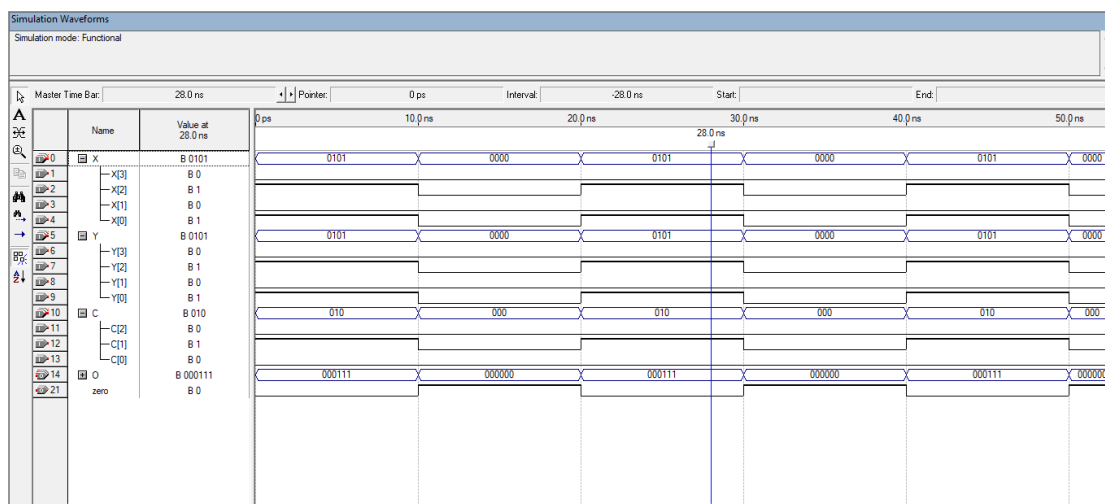 Simulation Waveforms
Simulation mode: Functional
Master Time Bar: 28.0 ns Pointer: 0 ps Interval: -28.0 ns Start: End:
Name Value at 28.0 ns 0 ps 10.0 ns 20.0 ns 30.0 ns 40.0 ns 50.0 ns
28.0 ns
0 X B 0101 0101 0000 0101 0000 0101 0000
1 X[3] B 0
2 X[2] B 1
3 X[1] B 0
4 X[0] B 1
5 Y B 0101 0101 0000 0101 0000 0101 0000
6 Y[3] B 0
7 Y[2] B 1
8 Y[1] B 0
9 Y[0] B 1
10 C B 010 010 000 010 000 010 000
11 C[2] B 0
12 C[1] B 1
13 C[0] B 0
14 O B 000111 000111 000000 000111 000000 000111 000000
21 zero B 0